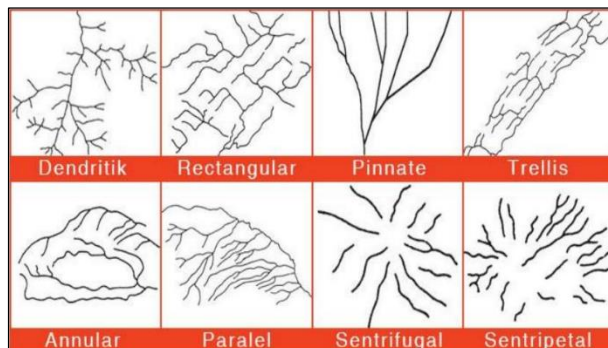 Dendritik Rectangular Pinnate Trellis
Annular Paralel Sentrifugal Sentripetal